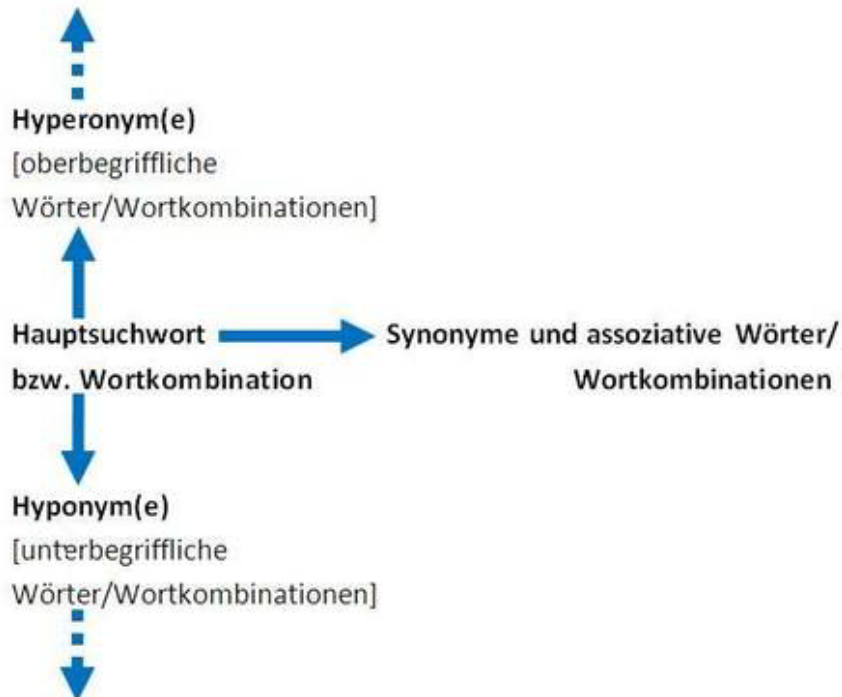 Hyperonym(e)
[oberbegriffliche
Wörter/Wortkombinationen]
Hauptsuchwort Synonyme und assoziative Wörter/
bzw. Wortkombination Wortkombinationen
Hyponym(e)
[unterbegriffliche
Wörter/Wortkombinationen]